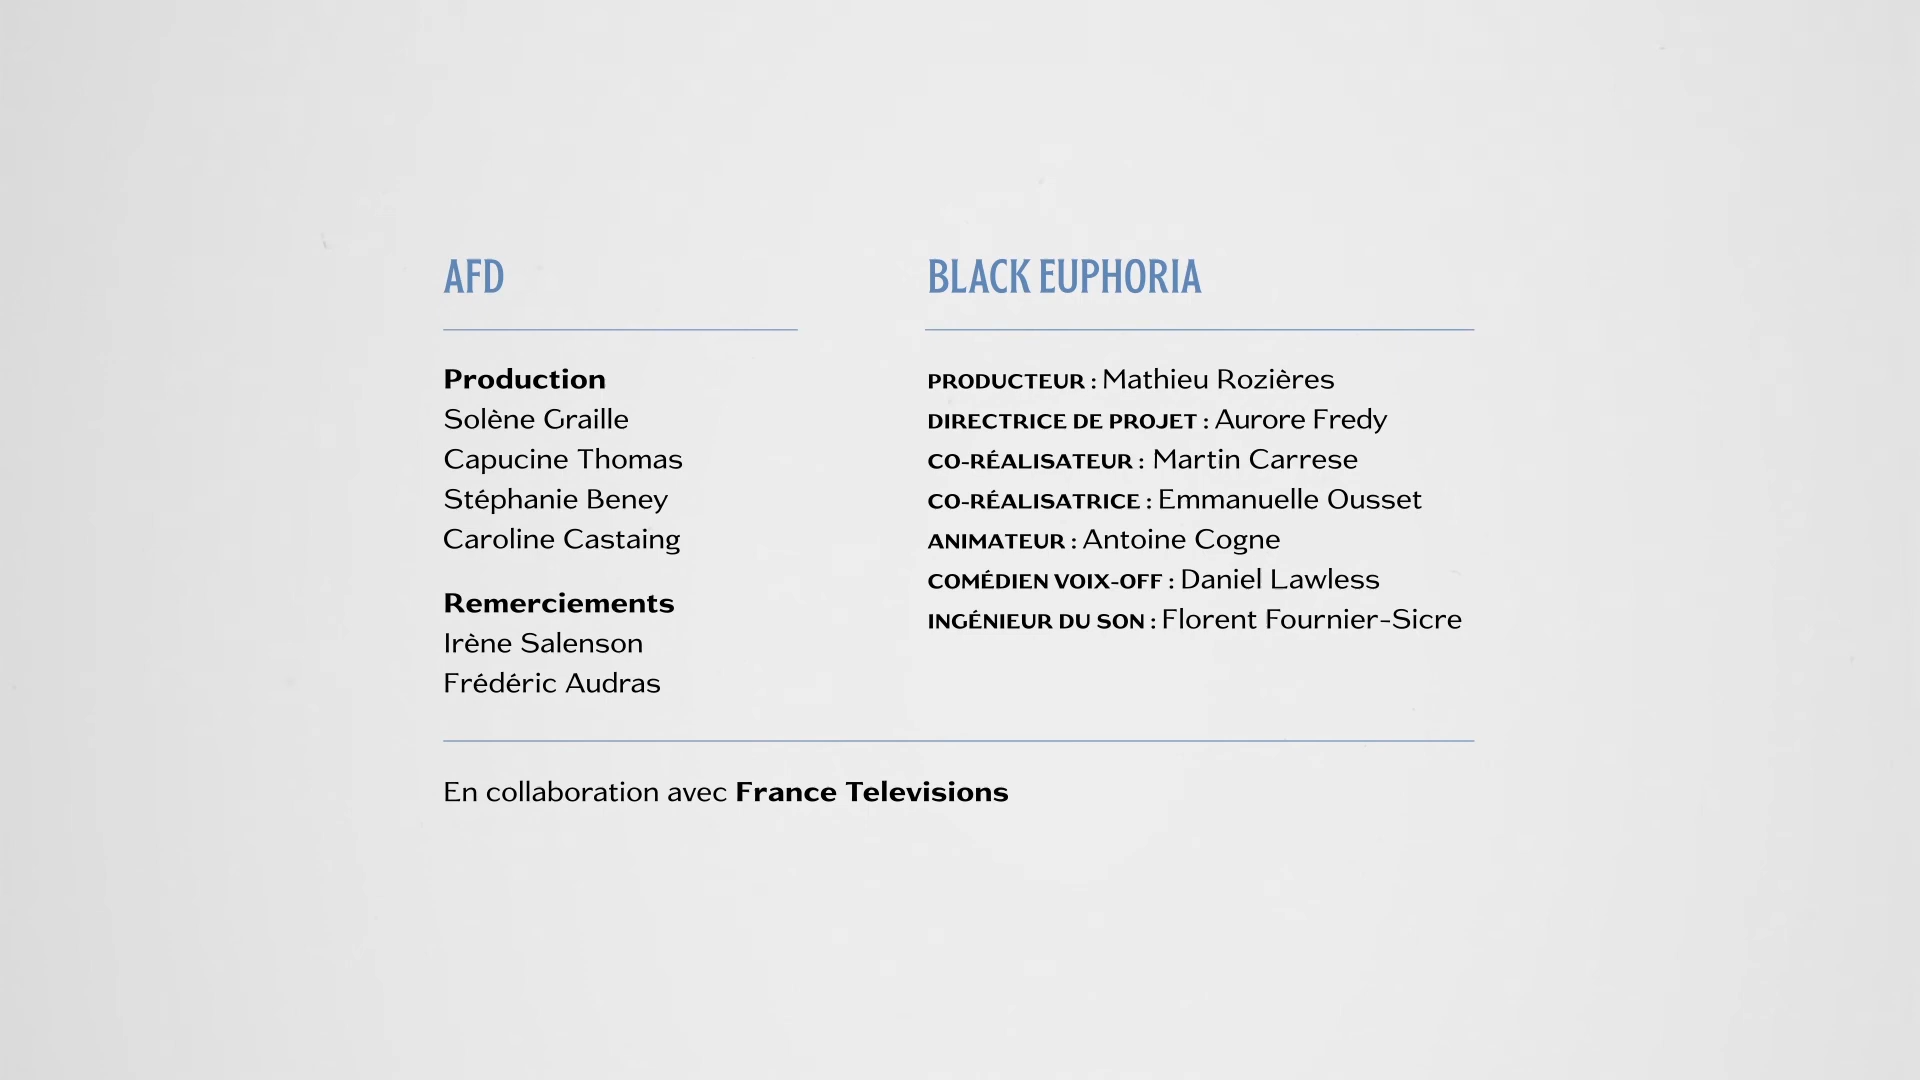 AFD
Production
Solène Graille
Capucine Thomas
Stéphanie Beney
Caroline Castaing
Remerciements
Irène Salenson
Frédéric Audras
BLACK EUPHORIA
PRODUCTEUR : Mathieu Rozières
DIRECTRICE DE PROJET : Aurore Fredy
CO-RÉALISATEUR : Martin Carrese
CO-RÉALISATRICE : Emmanuelle Ousset
ANIMATEUR : Antoine Cogne
COMÉDIEN VOIX-OFF : Daniel Lawless
INGÉNIEUR DU SON : Florent Fournier-Sicre
En collaboration avec France Televisions